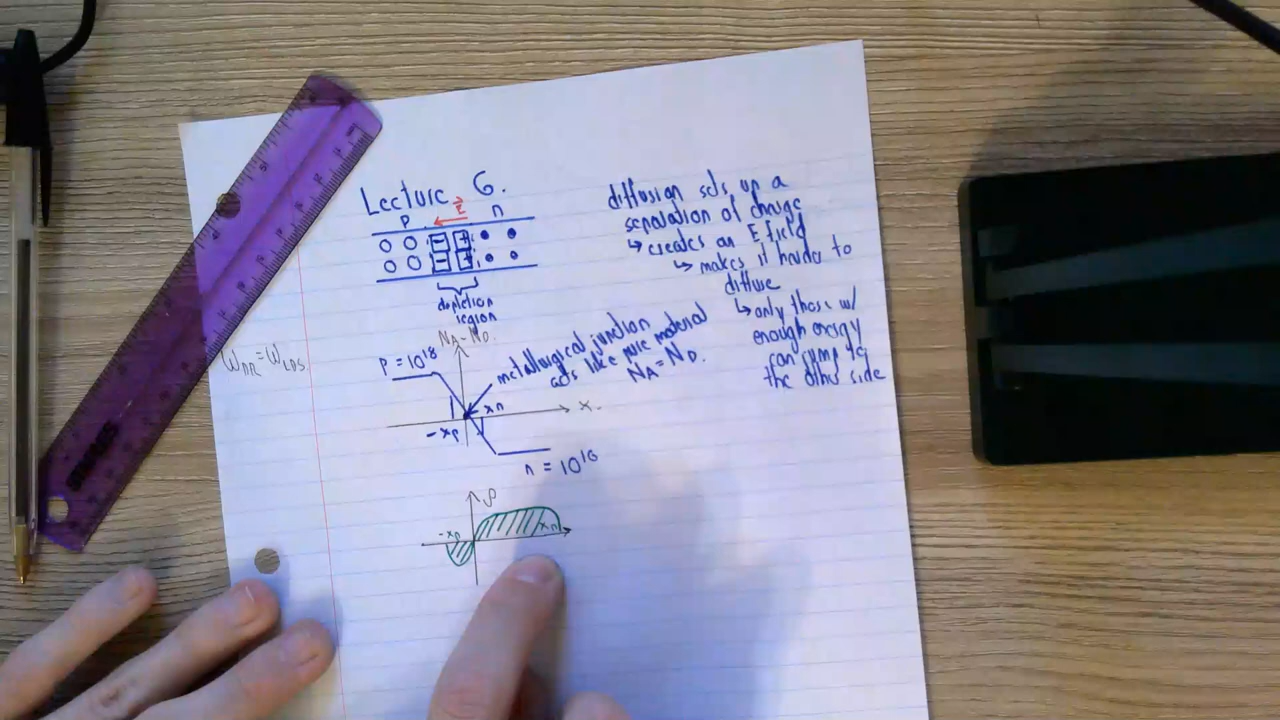 Lecture 6.
E
P
n
depletion
region
diffusion sets up a
separation of charge
↳ creates an E field
↳ makes it harder to
diffuse
↳ only those w/
enough energy
can jump to
the other side
NA-ND.
P = 10^18
metallurgical junction
acts like pure material
NA = ND.
xn
x.
-xp
n = 10^16
ρ
-xp
xn